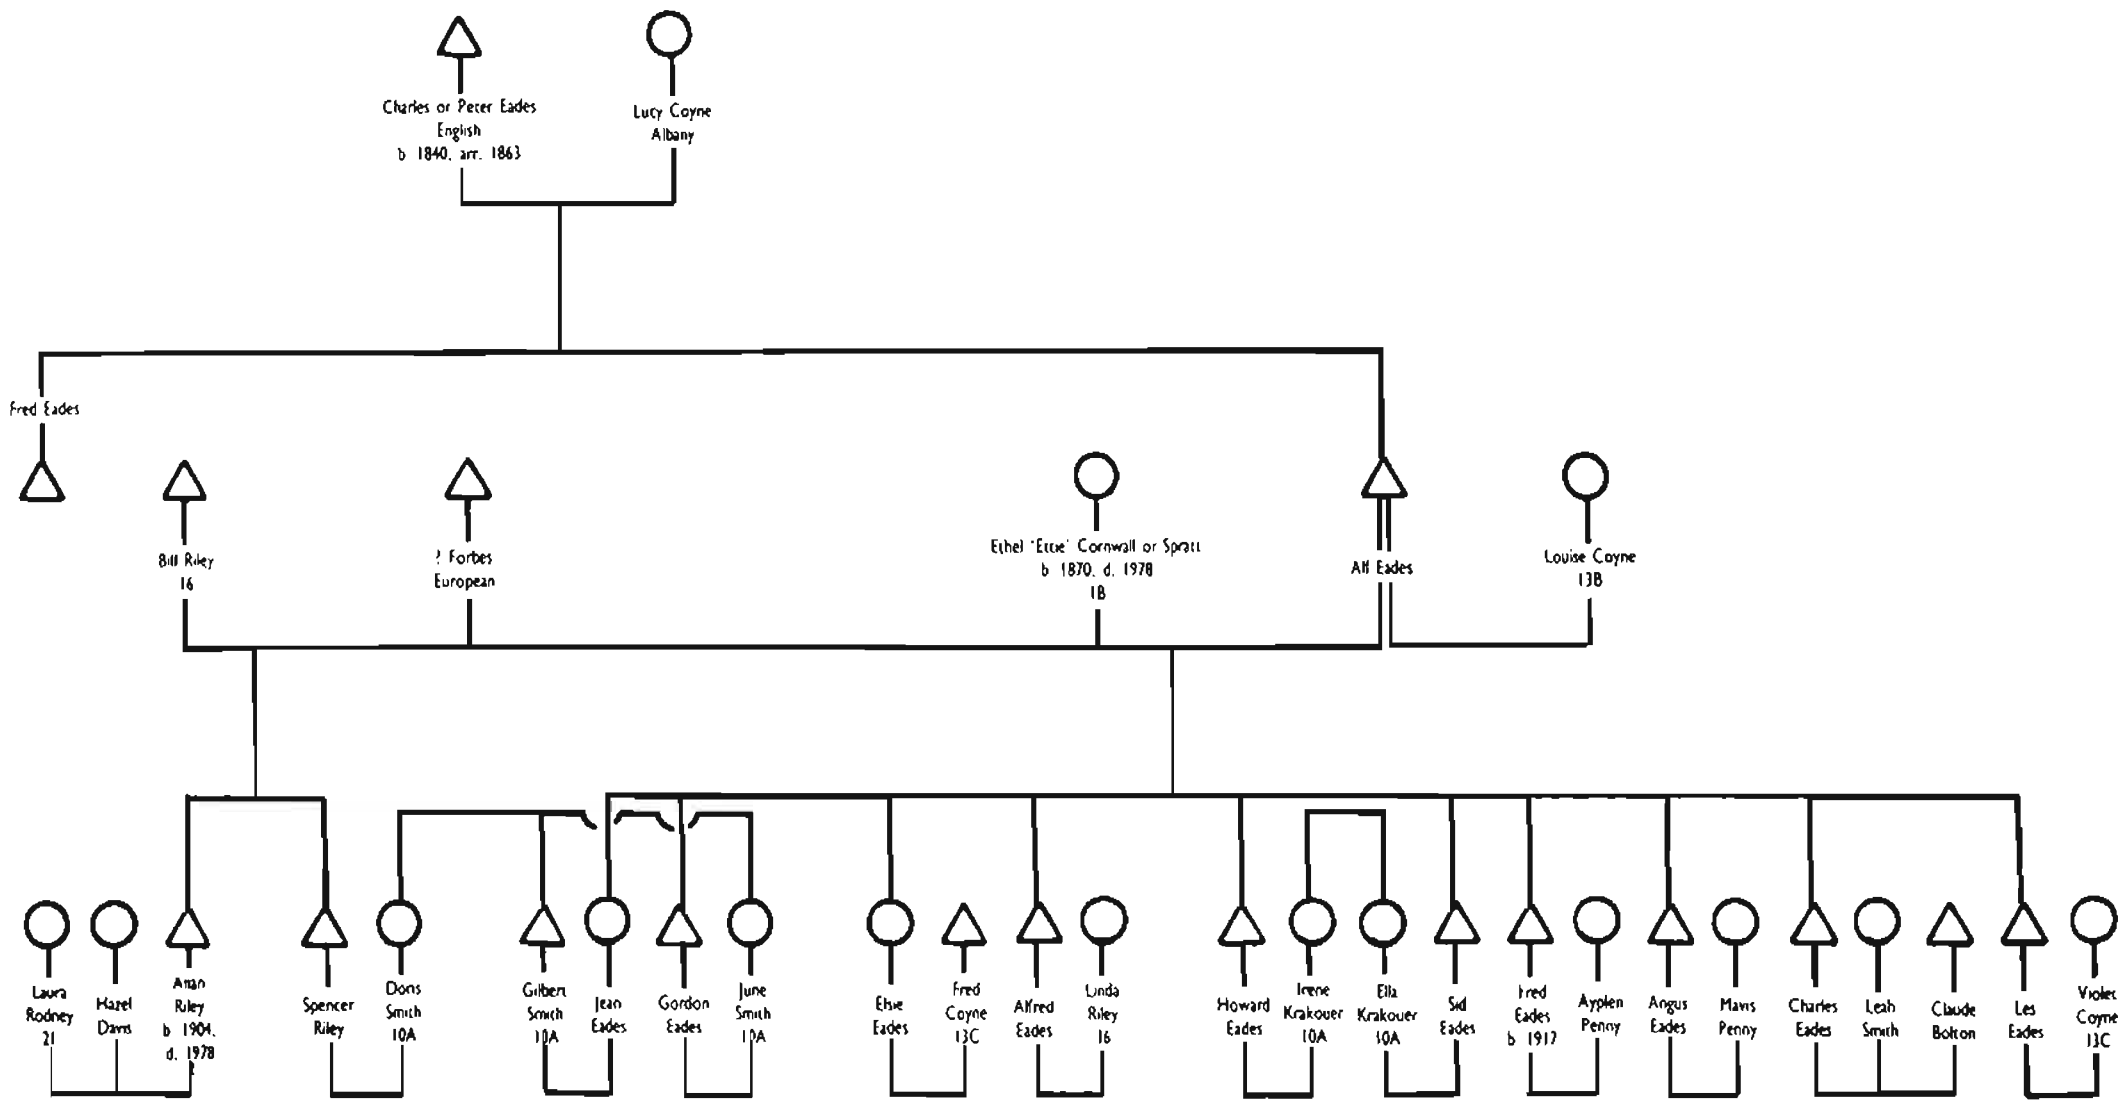 Charles or Peter Eades
English
b 1840, arr. 1863
Lucy Coyne
Albany
Fred Eades
Bill Riley
16
? Forbes
European
Ethel 'Ettie' Cornwall or Spratt
b 1870, d. 1978
1B
Alf Eades
Louise Coyne
13B
Laura
Rodney
21
Hazel
Davis
Allan
Riley
b 1904,
d. 1978
Spencer
Riley
Doris
Smith
10A
Gilbert
Smith
10A
Jean
Eades
Gordon
Eades
June
Smith
10A
Elsie
Eades
Fred
Coyne
13C
Alfred
Eades
Linda
Riley
16
Howard
Eades
Irene
Krakouer
10A
Ella
Krakouer
10A
Sid
Eades
Fred
Eades
b 1917
Ayplen
Penny
Angus
Eades
Mavis
Penny
Charles
Eades
Leah
Smith
Claude
Bolton
Les
Eades
Violet
Coyne
13C